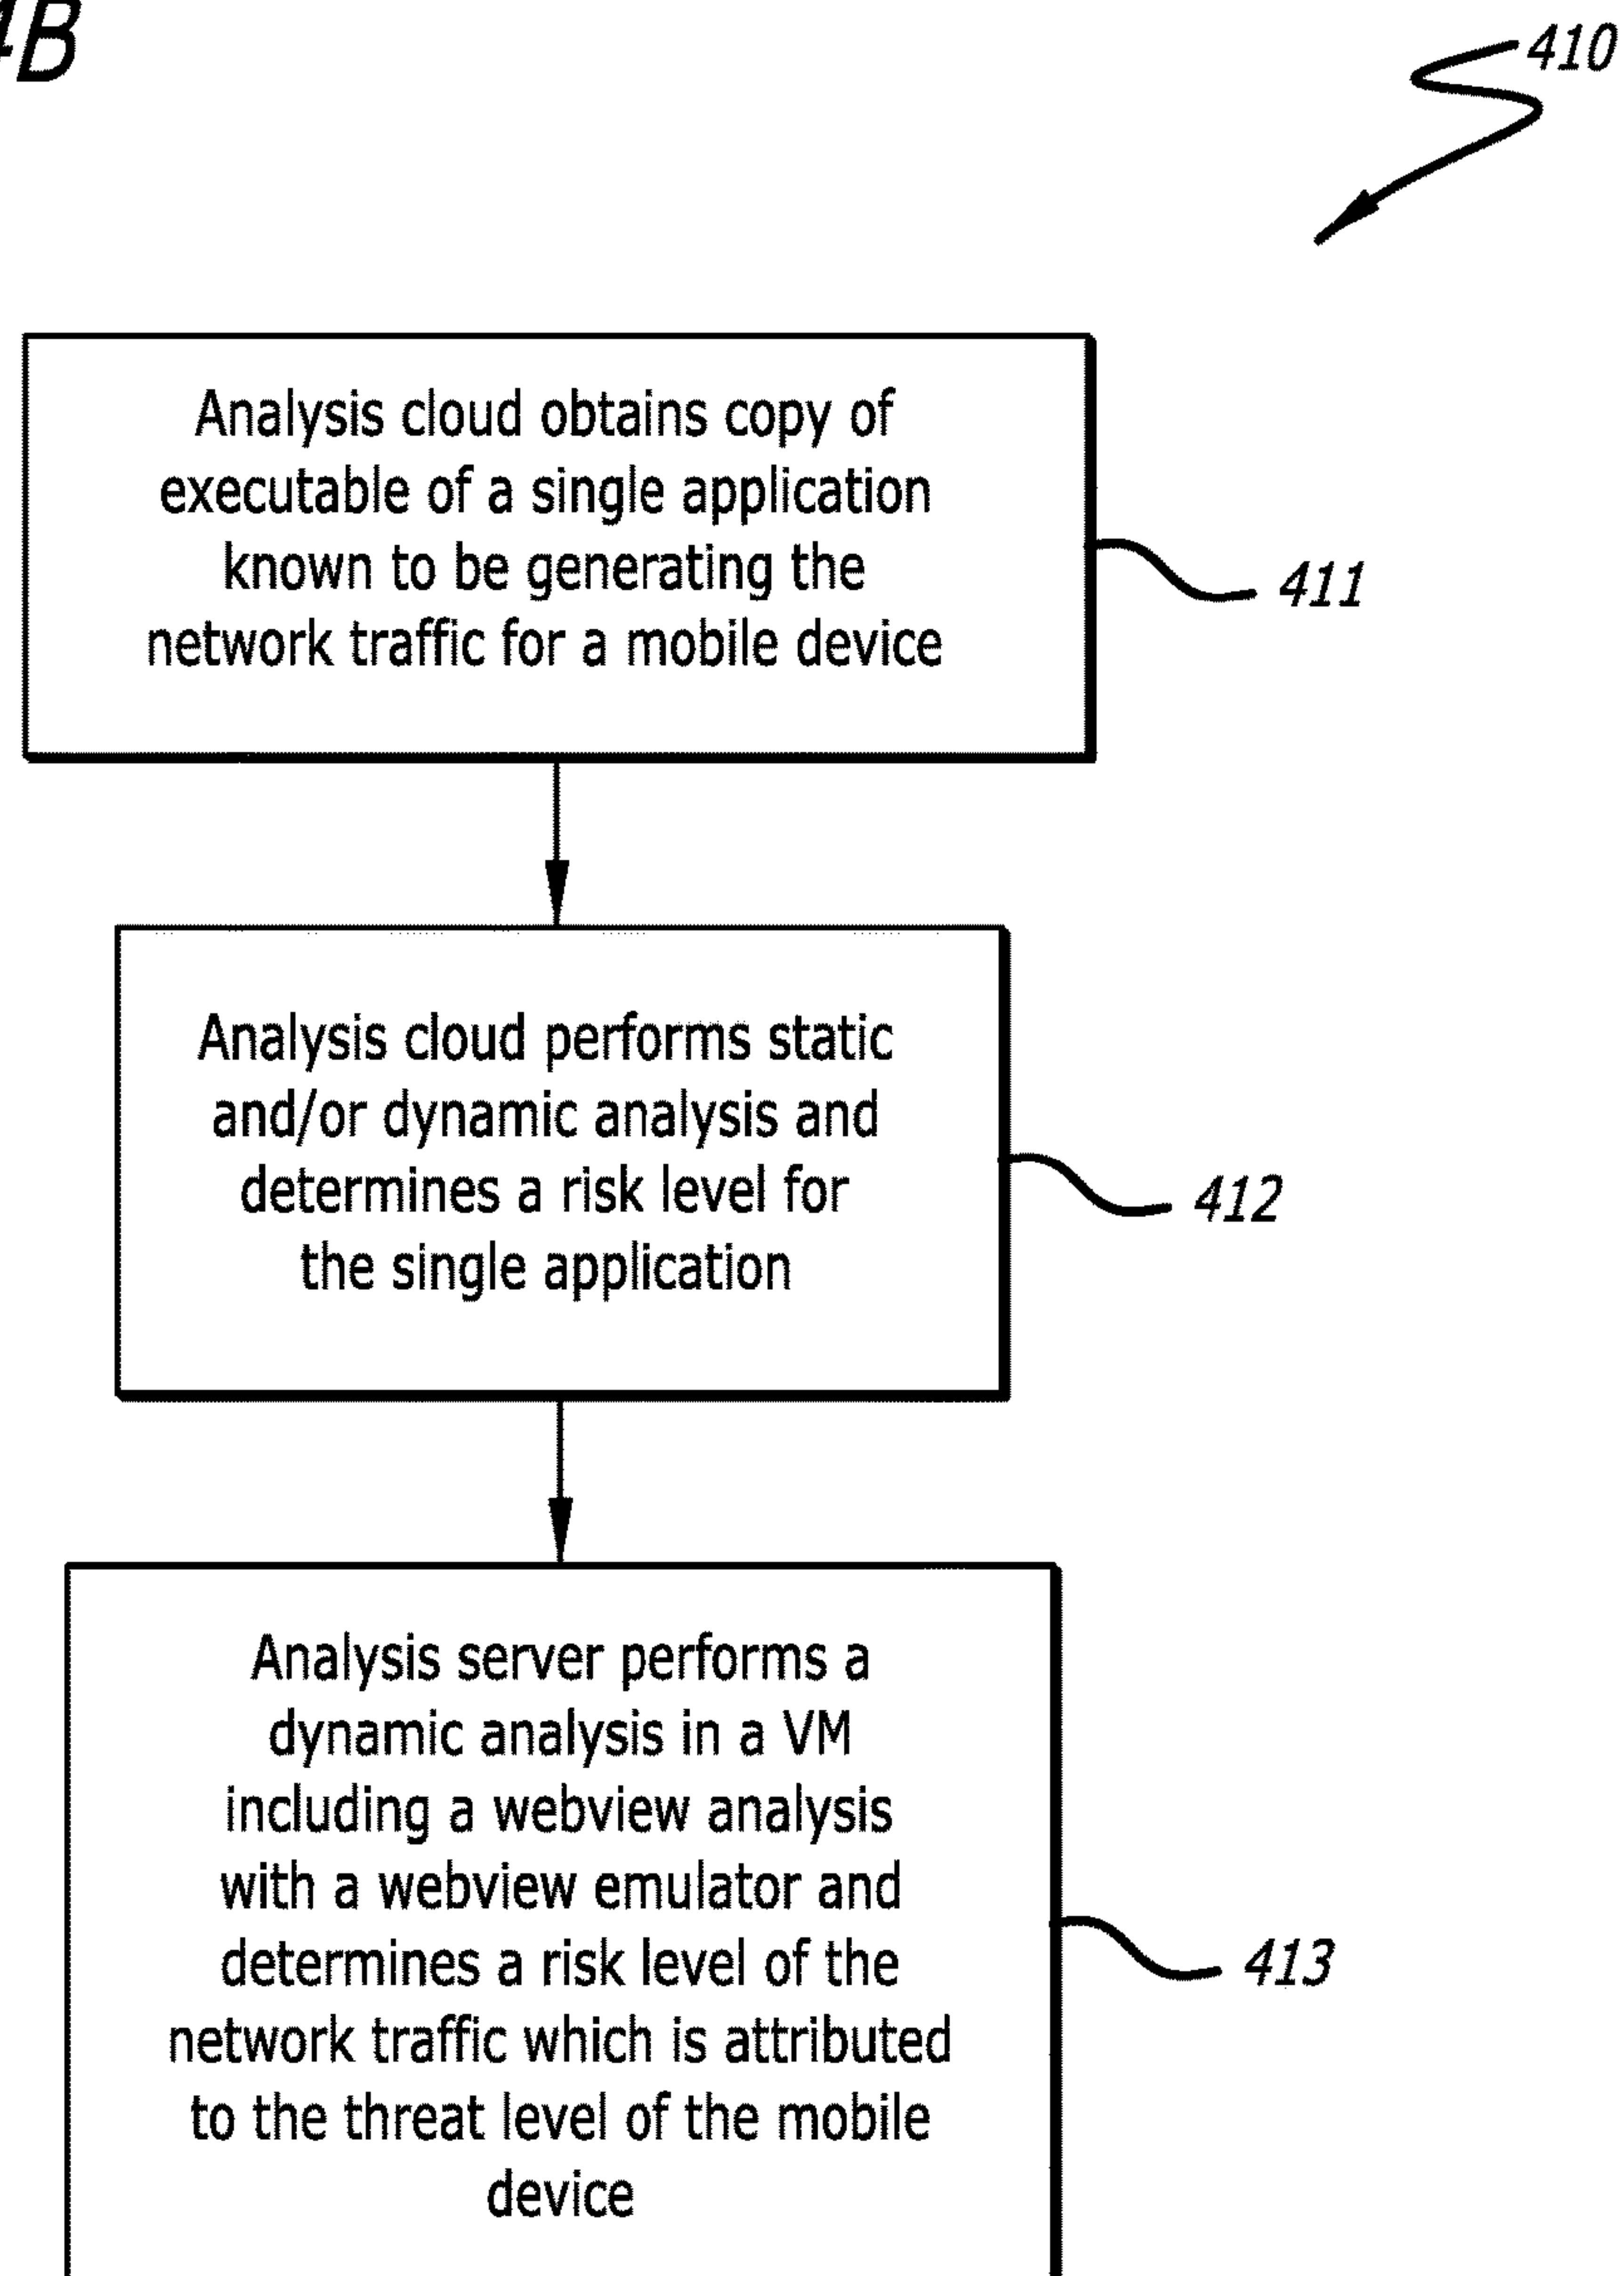 4B
410
Analysis cloud obtains copy of
executable of a single application
known to be generating the
network traffic for a mobile device
411
Analysis cloud performs static
and/or dynamic analysis and
determines a risk level for
the single application
412
Analysis server performs a
dynamic analysis in a VM
including a webview analysis
with a webview emulator and
determines a risk level of the
network traffic which is attributed
to the threat level of the mobile
device
413